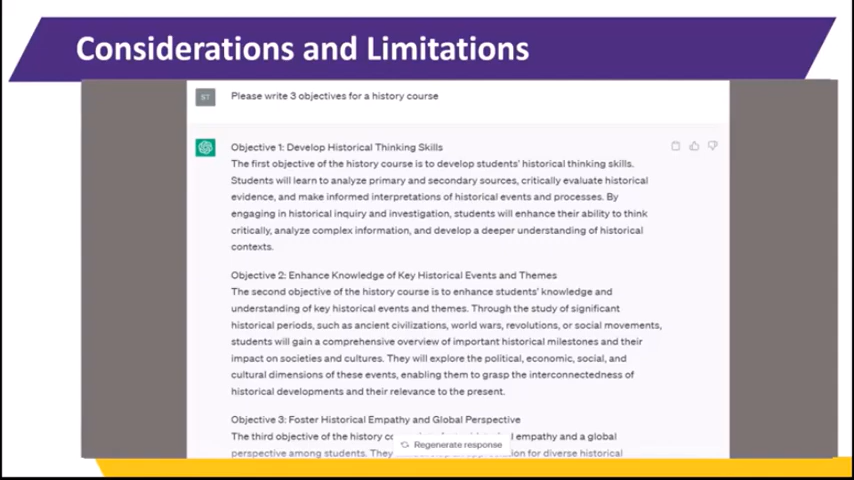 Considerations and Limitations
ST
Please write 3 objectives for a history course
Objective 1: Develop Historical Thinking Skills
The first objective of the history course is to develop students' historical thinking skills.
Students will learn to analyze primary and secondary sources, critically evaluate historical
evidence, and make informed interpretations of historical events and processes. By
engaging in historical inquiry and investigation, students will enhance their ability to think
critically, analyze complex information, and develop a deeper understanding of historical
contexts.
Objective 2: Enhance Knowledge of Key Historical Events and Themes
The second objective of the history course is to enhance students' knowledge and
understanding of key historical events and themes. Through the study of significant
historical periods, such as ancient civilizations, world wars, revolutions, or social movements,
students will gain a comprehensive overview of important historical milestones and their
impact on societies and cultures. They will explore the political, economic, social, and
cultural dimensions of these events, enabling them to grasp the interconnectedness of
historical developments and their relevance to the present.
Objective 3: Foster Historical Empathy and Global Perspective
The third objective of the history empathy and a global
Regenerate response
perspective among students. They for diverse historical